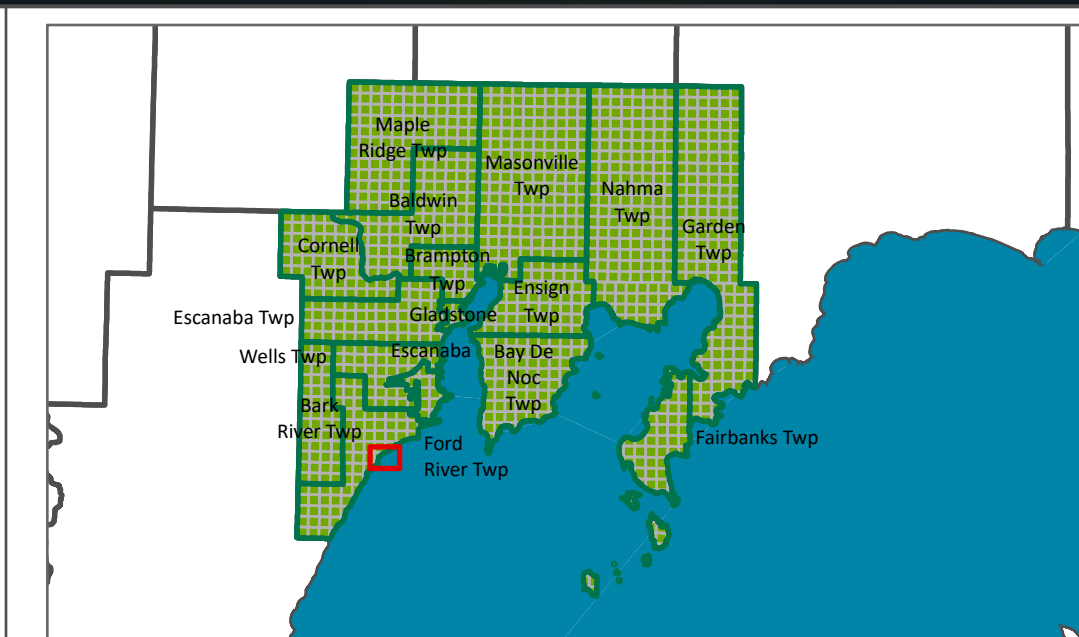 Maple
Ridge Twp
Masonville
Twp
Nahma
Twp
Baldwin
Twp
Garden
Twp
Cornell
Twp
Brampton
Twp
Ensign
Twp
Escanaba Twp
Gladstone
Wells Twp
Escanaba
Bay De
Noc
Twp
Bark
River Twp
Ford
River Twp
Fairbanks Twp